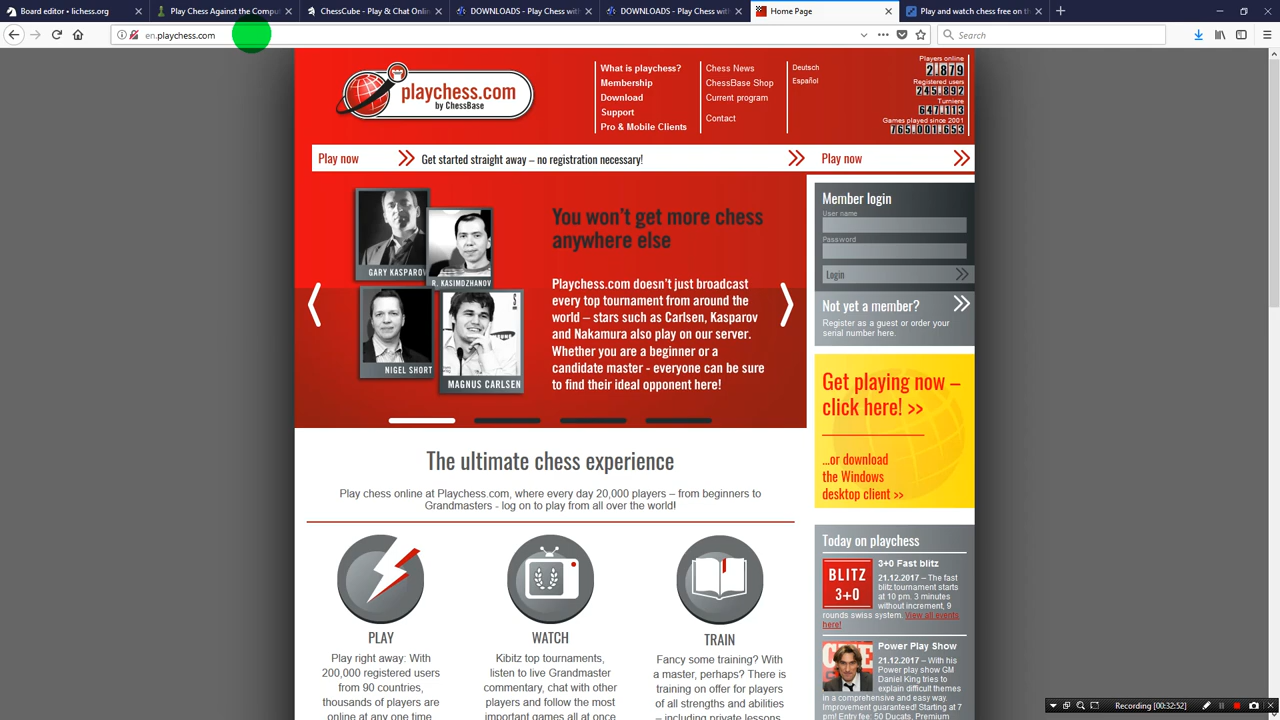 Board editor • lichess.org
Play Chess Against the Comput
ChessCube - Play & Chat Onlin
DOWNLOADS - Play Chess with
DOWNLOADS - Play Chess with
Home Page
Play and watch chess free on th
en.playchess.com
Search
playchess.com
by ChessBase
What is playchess?
Membership
Download
Support
Pro & Mobile Clients
Chess News
ChessBase Shop
Current program
Contact
Deutsch
Español
Players online
2.879
Registered users
245.892
Turniere
647.113
Games played since 2001
765.001.653
Play now
Get started straight away – no registration necessary!
Play now
GARY KASPAROV
R. KASIMDZHANOV
NIGEL SHORT
MAGNUS CARLSEN
You won't get more chess
anywhere else
Playchess.com doesn't just broadcast
every top tournament from around the
world – stars such as Carlsen, Kasparov
and Nakamura also play on our server.
Whether you are a beginner or a
candidate master - everyone can be sure
to find their ideal opponent here!
Member login
User name
Password
Login
Not yet a member?
Register as a guest or order your
serial number here.
Get playing now –
click here! >>
...or download
the Windows
desktop client >>
The ultimate chess experience
Play chess online at Playchess.com, where every day 20,000 players – from beginners to
Grandmasters - log on to play from all over the world!
PLAY
Play right away: With
200,000 registered users
from 90 countries,
thousands of players are
online at any one time
WATCH
Kibitz top tournaments,
listen to live Grandmaster
commentary, chat with other
players and follow the most
important games all at once
TRAIN
Fancy some training? With
a master, perhaps? There is
training on offer for players
of all strengths and abilities
– including private lessons
Today on playchess
BLITZ
3+0
3+0 Fast blitz
21.12.2017 – The fast
blitz tournament starts
at 10 pm. 3 minutes
without increment, 9
rounds swiss system. View all events
here!
Power Play Show
21.12.2017 – With his
Power play show GM
Daniel King tries to
explain difficult themes
in a comprehensive and easy way.
Improvement guaranteed! Starting at 7
pm! Entry fee: 50 Ducats, Premium
Recording [00:32:52]